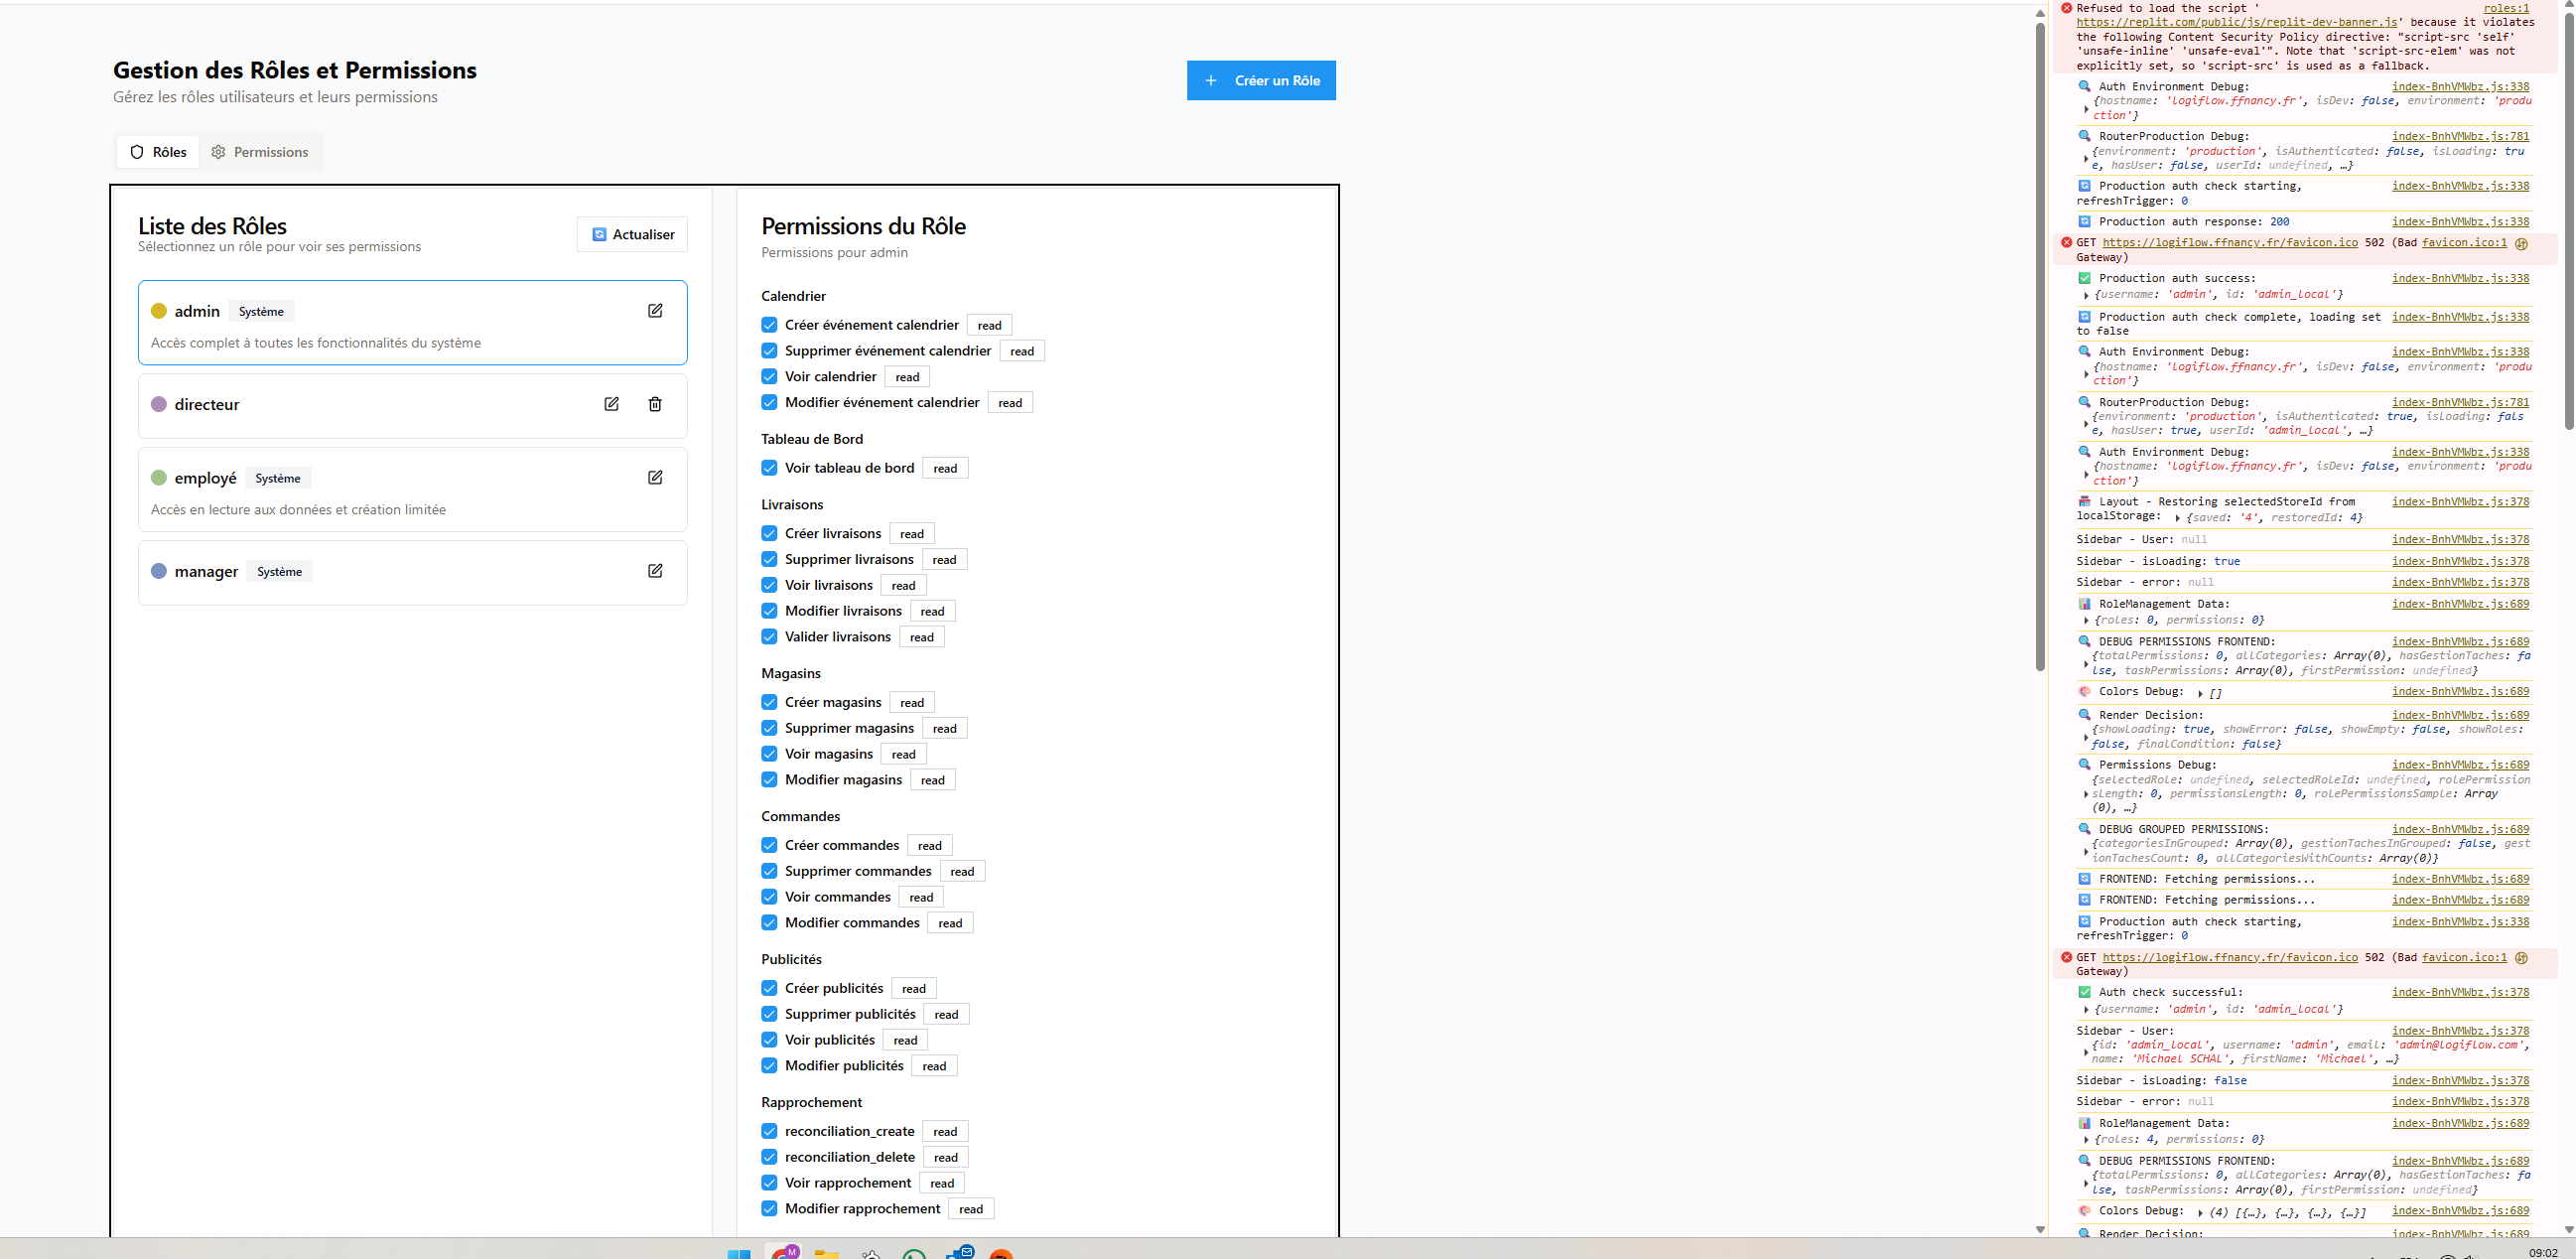 Gestion des Rôles et Permissions
Gérez les rôles utilisateurs et leurs permissions
Créer un Rôle
Rôles
Permissions
Liste des Rôles
Sélectionnez un rôle pour voir ses permissions
Actualiser
admin Système
Accès complet à toutes les fonctionnalités du système
directeur
employé Système
Accès en lecture aux données et création limitée
manager Système
Permissions du Rôle
Permissions pour admin
Calendrier
Créer événement calendrier read
Supprimer événement calendrier read
Voir calendrier read
Modifier événement calendrier read
Tableau de Bord
Voir tableau de bord read
Livraisons
Créer livraisons read
Supprimer livraisons read
Voir livraisons read
Modifier livraisons read
Valider livraisons read
Magasins
Créer magasins read
Supprimer magasins read
Voir magasins read
Modifier magasins read
Commandes
Créer commandes read
Supprimer commandes read
Voir commandes read
Modifier commandes read
Publicités
Créer publicités read
Supprimer publicités read
Voir publicités read
Modifier publicités read
Rapprochement
reconciliation_create read
reconciliation_delete read
Voir rapprochement read
Modifier rapprochement read
Refused to load the script ' roles:1
https://replit.com/public/js/replit-dev-banner.js' because it violates
the following Content Security Policy directive: "script-src 'self'
'unsafe-inline' 'unsafe-eval'". Note that 'script-src-elem' was not
explicitly set, so 'script-src' is used as a fallback.
Auth Environment Debug: index-BnhVMWbz.js:338
{hostname: 'logiflow.ffnancy.fr', isDev: false, environment: 'produ
ction'}
RouterProduction Debug: index-BnhVMWbz.js:781
{environment: 'production', isAuthenticated: false, isLoading: tru
e, hasUser: false, userId: undefined, …}
Production auth check starting, index-BnhVMWbz.js:338
refreshTrigger: 0
Production auth response: 200 index-BnhVMWbz.js:338
GET https://logiflow.ffnancy.fr/favicon.ico 502 (Bad favicon.ico:1
Gateway)
Production auth success: index-BnhVMWbz.js:338
{username: 'admin', id: 'admin_local'}
Production auth check complete, loading set index-BnhVMWbz.js:338
to false
Auth Environment Debug: index-BnhVMWbz.js:338
{hostname: 'logiflow.ffnancy.fr', isDev: false, environment: 'produ
ction'}
RouterProduction Debug: index-BnhVMWbz.js:781
{environment: 'production', isAuthenticated: true, isLoading: fals
e, hasUser: true, userId: 'admin_local', …}
Auth Environment Debug: index-BnhVMWbz.js:338
{hostname: 'logiflow.ffnancy.fr', isDev: false, environment: 'produ
ction'}
Layout - Restoring selectedStoreId from index-BnhVMWbz.js:378
localStorage: {saved: '4', restoredId: 4}
Sidebar - User: null index-BnhVMWbz.js:378
Sidebar - isLoading: true index-BnhVMWbz.js:378
Sidebar - error: null index-BnhVMWbz.js:378
RoleManagement Data: index-BnhVMWbz.js:689
{roles: 0, permissions: 0}
DEBUG PERMISSIONS FRONTEND: index-BnhVMWbz.js:689
{totalPermissions: 0, allCategories: Array(0), hasGestionTaches: fa
lse, taskPermissions: Array(0), firstPermission: undefined}
Colors Debug: [] index-BnhVMWbz.js:689
Render Decision: index-BnhVMWbz.js:689
{showLoading: true, showError: false, showEmpty: false, showRoles:
false, finalCondition: false}
Permissions Debug: index-BnhVMWbz.js:689
{selectedRole: undefined, selectedRoleId: undefined, rolePermission
sLength: 0, permissionsLength: 0, rolePermissionsSample: Array
(0), …}
DEBUG GROUPED PERMISSIONS: index-BnhVMWbz.js:689
{categoriesInGrouped: Array(0), gestionTachesInGrouped: false, gest
ionTachesCount: 0, allCategoriesWithCounts: Array(0)}
FRONTEND: Fetching permissions... index-BnhVMWbz.js:689
FRONTEND: Fetching permissions... index-BnhVMWbz.js:689
Production auth check starting, index-BnhVMWbz.js:338
refreshTrigger: 0
GET https://logiflow.ffnancy.fr/favicon.ico 502 (Bad favicon.ico:1
Gateway)
Auth check successful: index-BnhVMWbz.js:378
{username: 'admin', id: 'admin_local'}
Sidebar - User: index-BnhVMWbz.js:378
{id: 'admin_local', username: 'admin', email: 'admin@logiflow.com',
name: 'Michael SCHAL', firstName: 'Michael', …}
Sidebar - isLoading: false index-BnhVMWbz.js:378
Sidebar - error: null index-BnhVMWbz.js:378
RoleManagement Data: index-BnhVMWbz.js:689
{roles: 4, permissions: 0}
DEBUG PERMISSIONS FRONTEND: index-BnhVMWbz.js:689
{totalPermissions: 0, allCategories: Array(0), hasGestionTaches: fa
lse, taskPermissions: Array(0), firstPermission: undefined}
Colors Debug: (4) [{…}, {…}, {…}, {…}] index-BnhVMWbz.js:689
Render Decision: index-BnhVMWbz.js:689
M
09:02